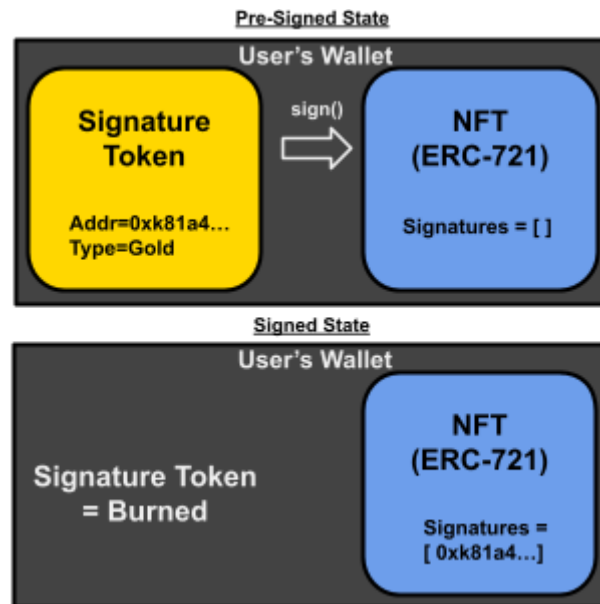 Pre-Signed State
User's Wallet
Signature
Token
Addr=0xk81a4...
Type=Gold
sign()
NFT
(ERC-721)
Signatures = [ ]
Signed State
User's Wallet
Signature Token
= Burned
NFT
(ERC-721)
Signatures =
[ 0xk81a4...]